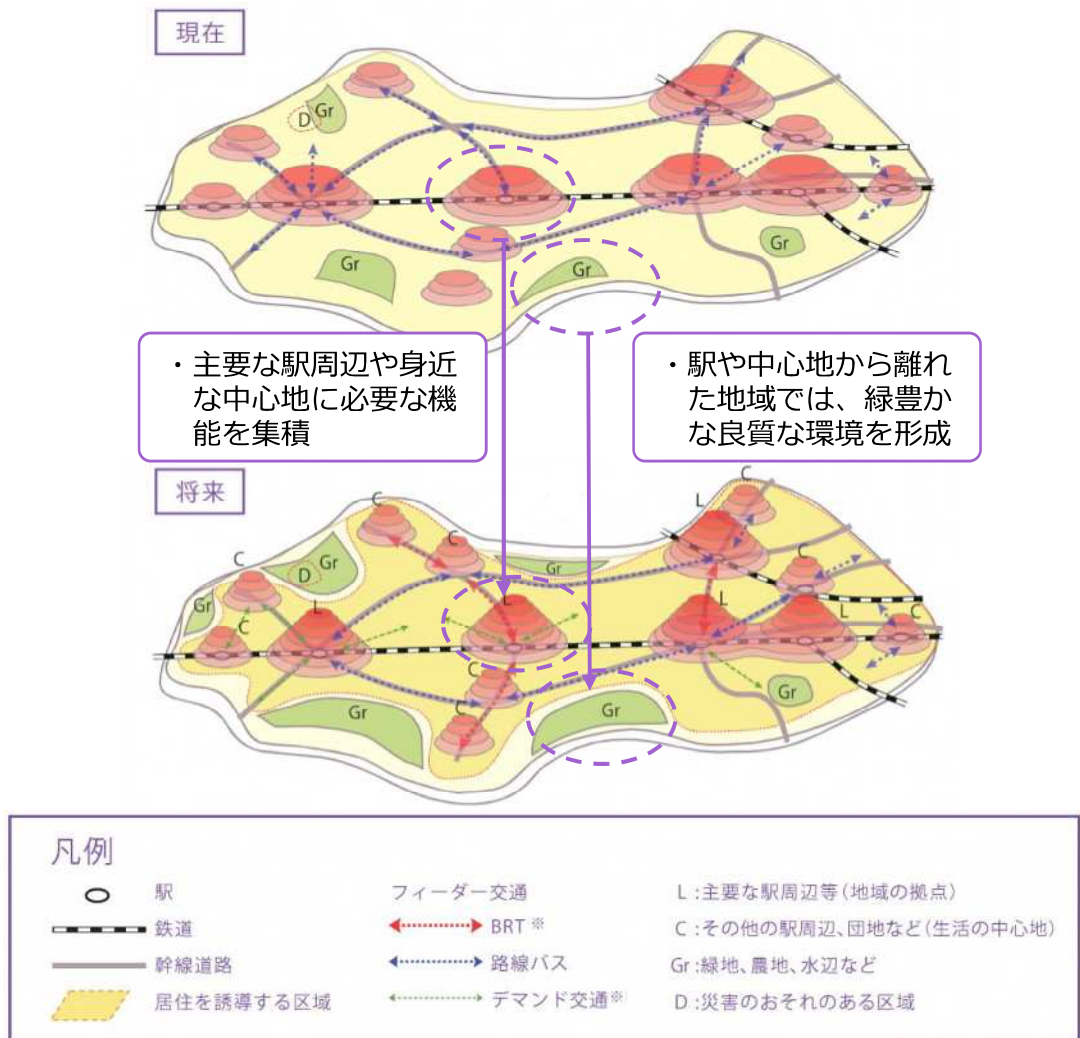 現在
Gr
D
Gr
Gr
Gr
・主要な駅周辺や身近
な中心地に必要な機
能を集積
・駅や中心地から離れ
た地域では、緑豊か
な良質な環境を形成
将来
C
L
C
C
C
C
Gr
Gr
D
Gr
L
L
L
L
C
C
C
C
Gr
Gr
Gr
凡例
駅
鉄道
幹線道路
居住を誘導する区域
フィーダー交通
BRT※
路線バス
デマンド交通※
L:主要な駅周辺等(地域の拠点)
C:その他の駅周辺、団地など(生活の中心地)
Gr:緑地、農地、水辺など
D:災害のおそれのある区域